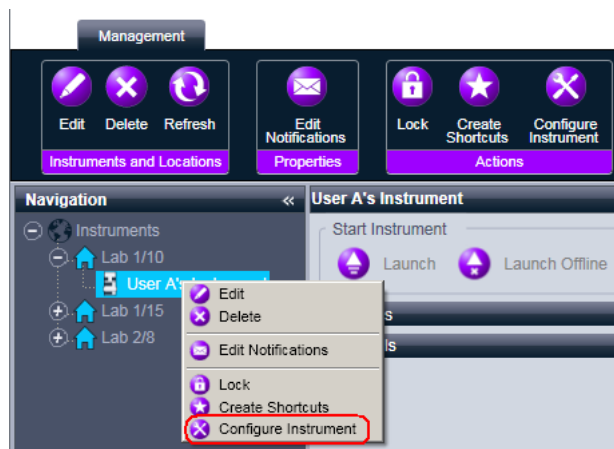 Management
Edit Delete Refresh
Edit
Notifications
Lock
Create
Shortcuts
Configure
Instrument
Instruments and Locations
Properties
Actions
Navigation «
User A's Instrument
Instruments
Start Instrument
Lab 1/10
Launch
Launch Offline
User A's
Edit
Lab 1/15
Delete
s
Lab 2/8
Edit Notifications
ls
Lock
Create Shortcuts
Configure Instrument